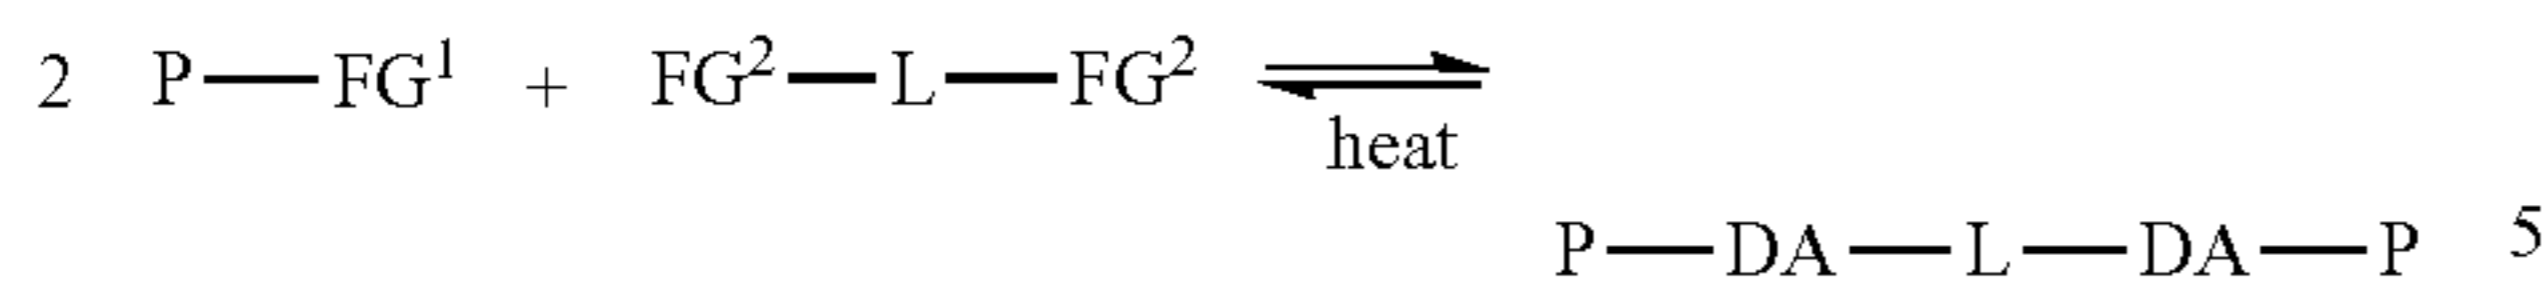 2 P—FG¹ + FG²—L—FG² ⇌
heat
P—DA—L—DA—P 5